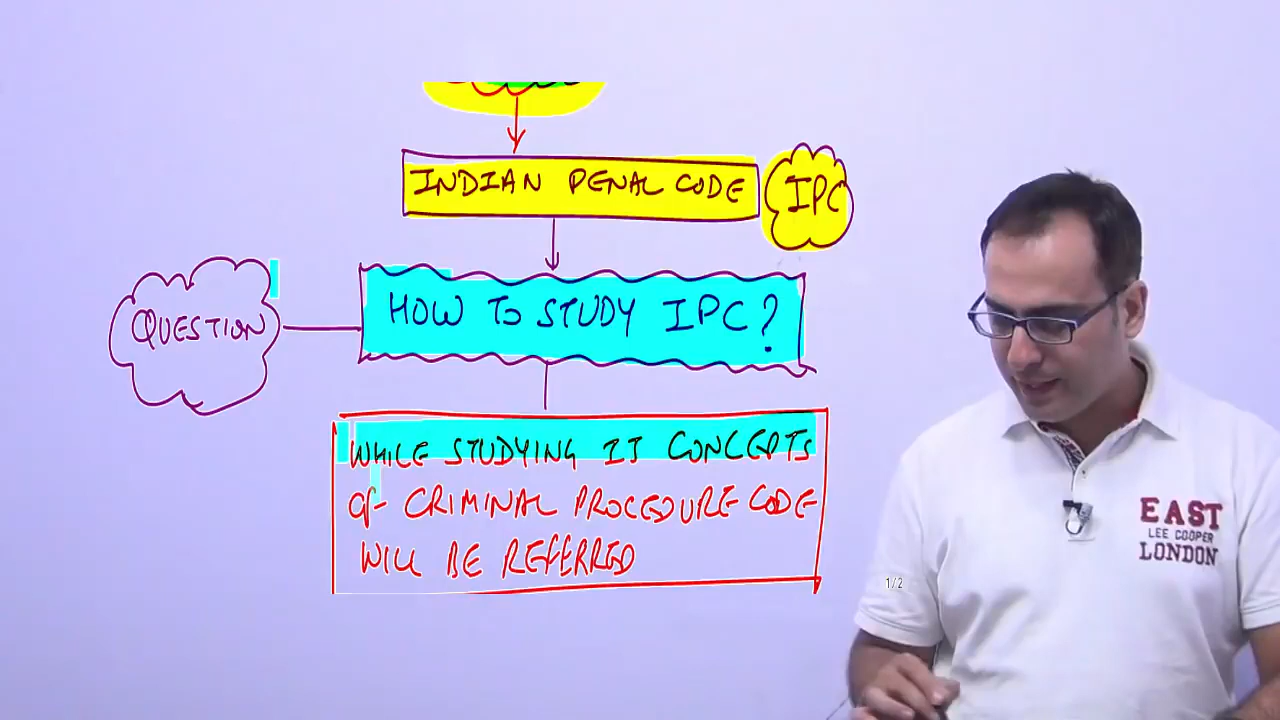 INDIAN PENAL CODE
IPC
QUESTION
HOW TO STUDY IPC?
WHILE STUDYING IT CONCEPTS
OF CRIMINAL PROCEDURE CODE
WILL BE REFERRED
EAST
LEE COOPER
LONDON
1/2